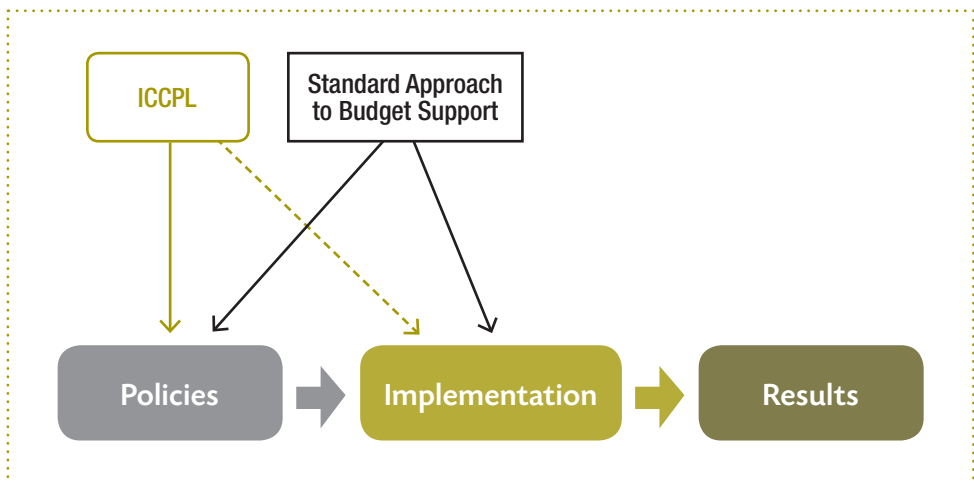 ICCPL
Standard Approach
to Budget Support
Policies
Implementation
Results